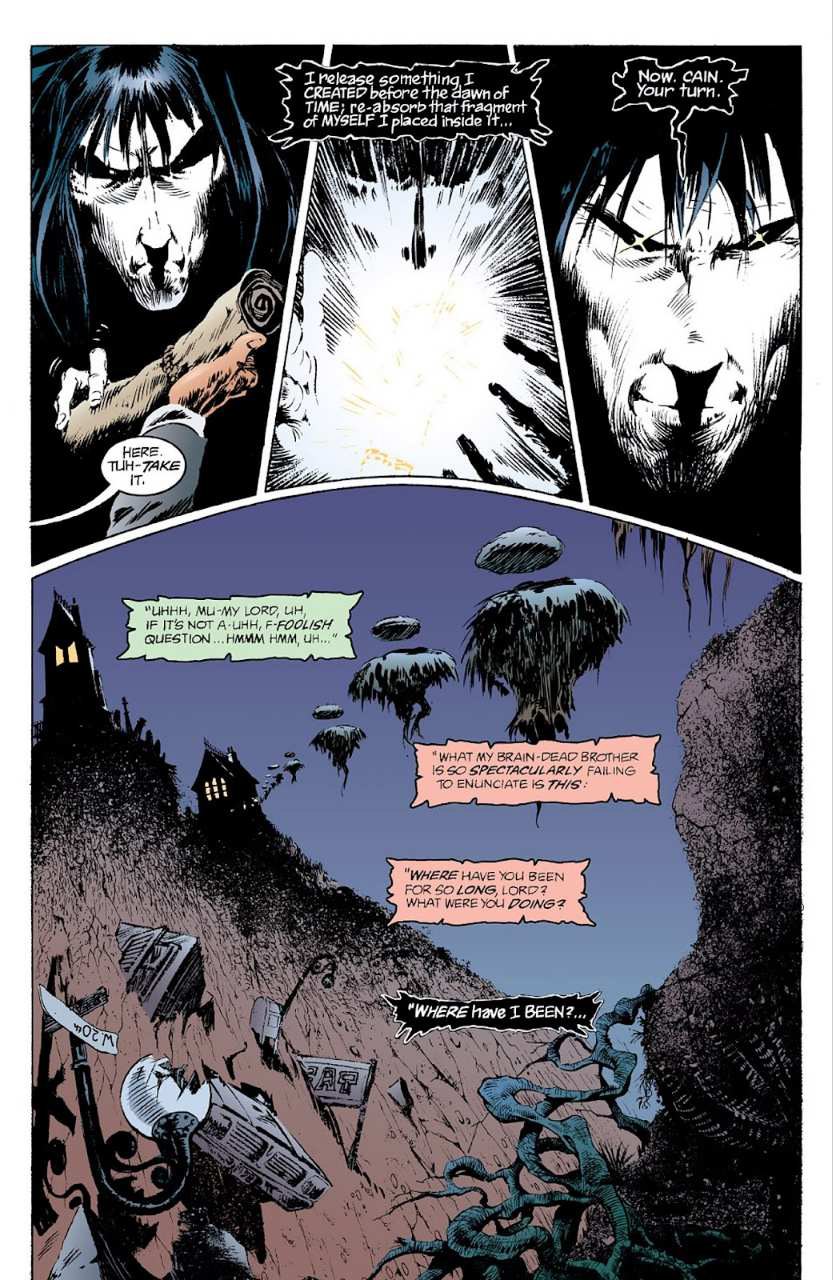 I release something I
CREATED before the dawn of
TIME; re-absorb that fragment
of MYSELF I placed inside it...
Now. CAIN.
Your turn.
HERE.
TUH-TAKE
IT.
"UHHH, MU-MY LORD, UH,
IF IT'S NOT A-UHH, F-FOOLISH
QUESTION...HMMM HMM, UH..."
"WHAT MY BRAIN-DEAD BROTHER
IS SO SPECTACULARLY FAILING
TO ENUNCIATE IS THIS:
"WHERE HAVE YOU BEEN
FOR SO LONG, LORD?
WHAT WERE YOU DOING?
"WHERE have I BEEN?...
W.20th
EAT